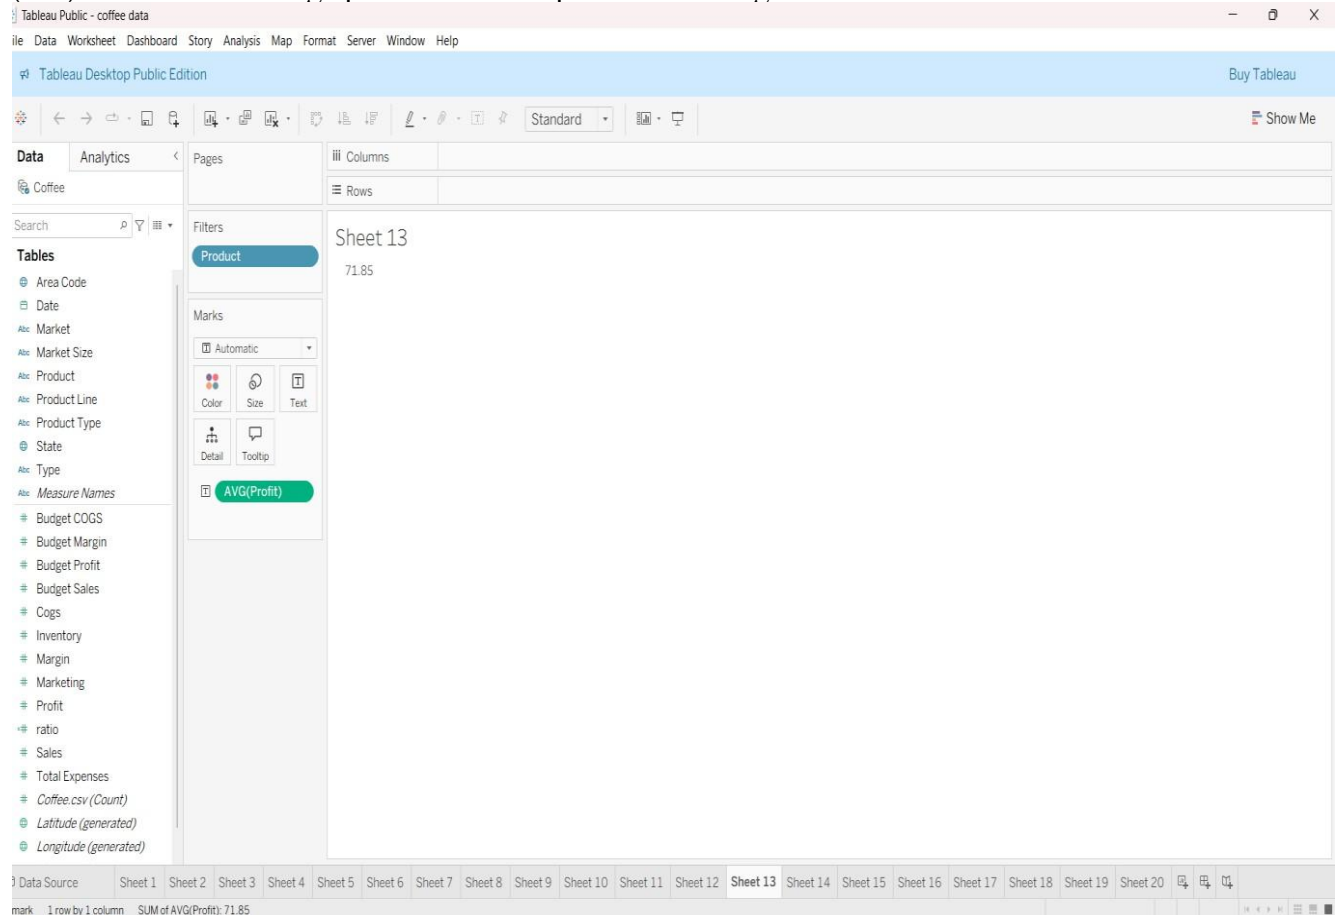 Tableau Public - coffee data
ile Data Worksheet Dashboard Story Analysis Map Format Server Window Help
Tableau Desktop Public Edition
Buy Tableau
Standard
Show Me
Data Analytics
Coffee
Search
Tables
Area Code
Date
Abc Market
Abc Market Size
Abc Product
Abc Product Line
Abc Product Type
State
Abc Type
Abc Measure Names
# Budget COGS
# Budget Margin
# Budget Profit
# Budget Sales
# Cogs
# Inventory
# Margin
# Marketing
# Profit
=# ratio
# Sales
# Total Expenses
# Coffee.csv (Count)
Latitude (generated)
Longitude (generated)
Pages
Filters
Product
Marks
Automatic
Color Size Text
Detail Tooltip
AVG(Profit)
Columns
Rows
Sheet 13
71.85
Data Source Sheet 1 Sheet 2 Sheet 3 Sheet 4 Sheet 5 Sheet 6 Sheet 7 Sheet 8 Sheet 9 Sheet 10 Sheet 11 Sheet 12 Sheet 13 Sheet 14 Sheet 15 Sheet 16 Sheet 17 Sheet 18 Sheet 19 Sheet 20
mark 1 row by 1 column SUM of AVG(Profit): 71.85